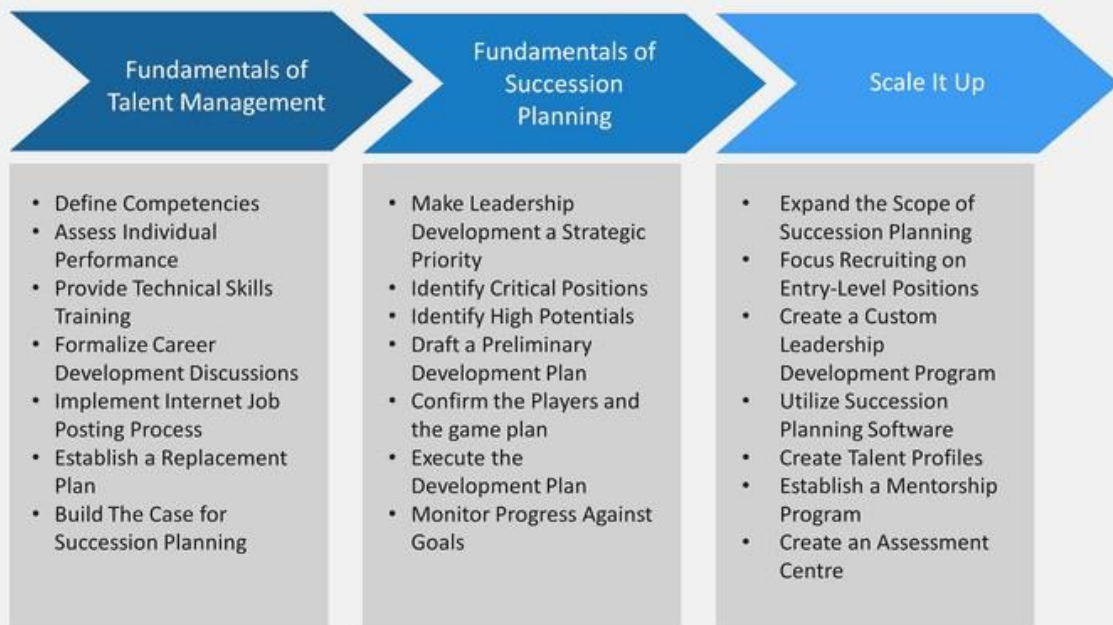 Fundamentals of
Talent Management
• Define Competencies
• Assess Individual
Performance
• Provide Technical Skills
Training
• Formalize Career
Development Discussions
• Implement Internet Job
Posting Process
• Establish a Replacement
Plan
• Build The Case for
Succession Planning
Fundamentals of
Succession
Planning
• Make Leadership
Development a Strategic
Priority
• Identify Critical Positions
• Identify High Potentials
• Draft a Preliminary
Development Plan
• Confirm the Players and
the game plan
• Execute the
Development Plan
• Monitor Progress Against
Goals
Scale It Up
• Expand the Scope of
Succession Planning
• Focus Recruiting on
Entry-Level Positions
• Create a Custom
Leadership
Development Program
• Utilize Succession
Planning Software
• Create Talent Profiles
• Establish a Mentorship
Program
• Create an Assessment
Centre